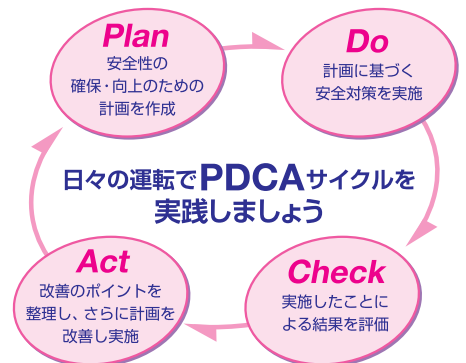 Plan
安全性の
確保・向上のための
計画を作成
Do
計画に基づく
安全対策を実施
日々の運転でPDCAサイクルを
実践しましょう
Act
改善のポイントを
整理し、さらに計画を
改善し実施
Check
実施したことに
よる結果を評価